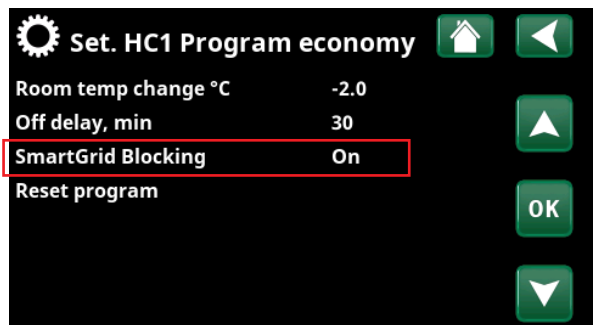 Set. HC1 Program economy
Room temp change °C -2.0
Off delay, min 30
SmartGrid Blocking On
Reset program
OK